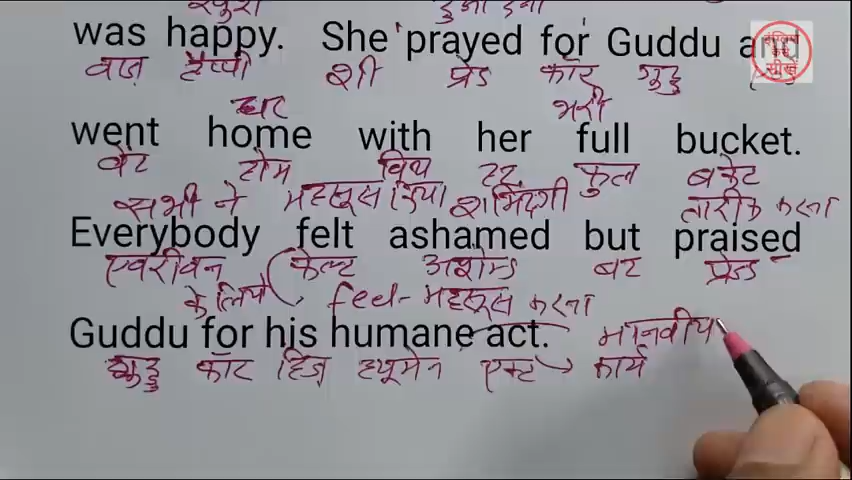 खुशी दुआ देना
was happy. She prayed for Guddu and
वाज़ हैप्पी शी प्रेड फॉर गुड्डू
घर भरी
went home with her full bucket.
वेंट होम विथ हर फुल बकेट
सभी ने महसूस किया शर्मिंदगी तारीफ करना
Everybody felt ashamed but praised
एवरीवन फेल्ट अशेम्ड बट प्रेज्ड
के लिये feel - महसूस करना
Guddu for his humane act. मानवीय
गुड्डू फॉर हिज़ ह्यूमेन एक्ट कार्य